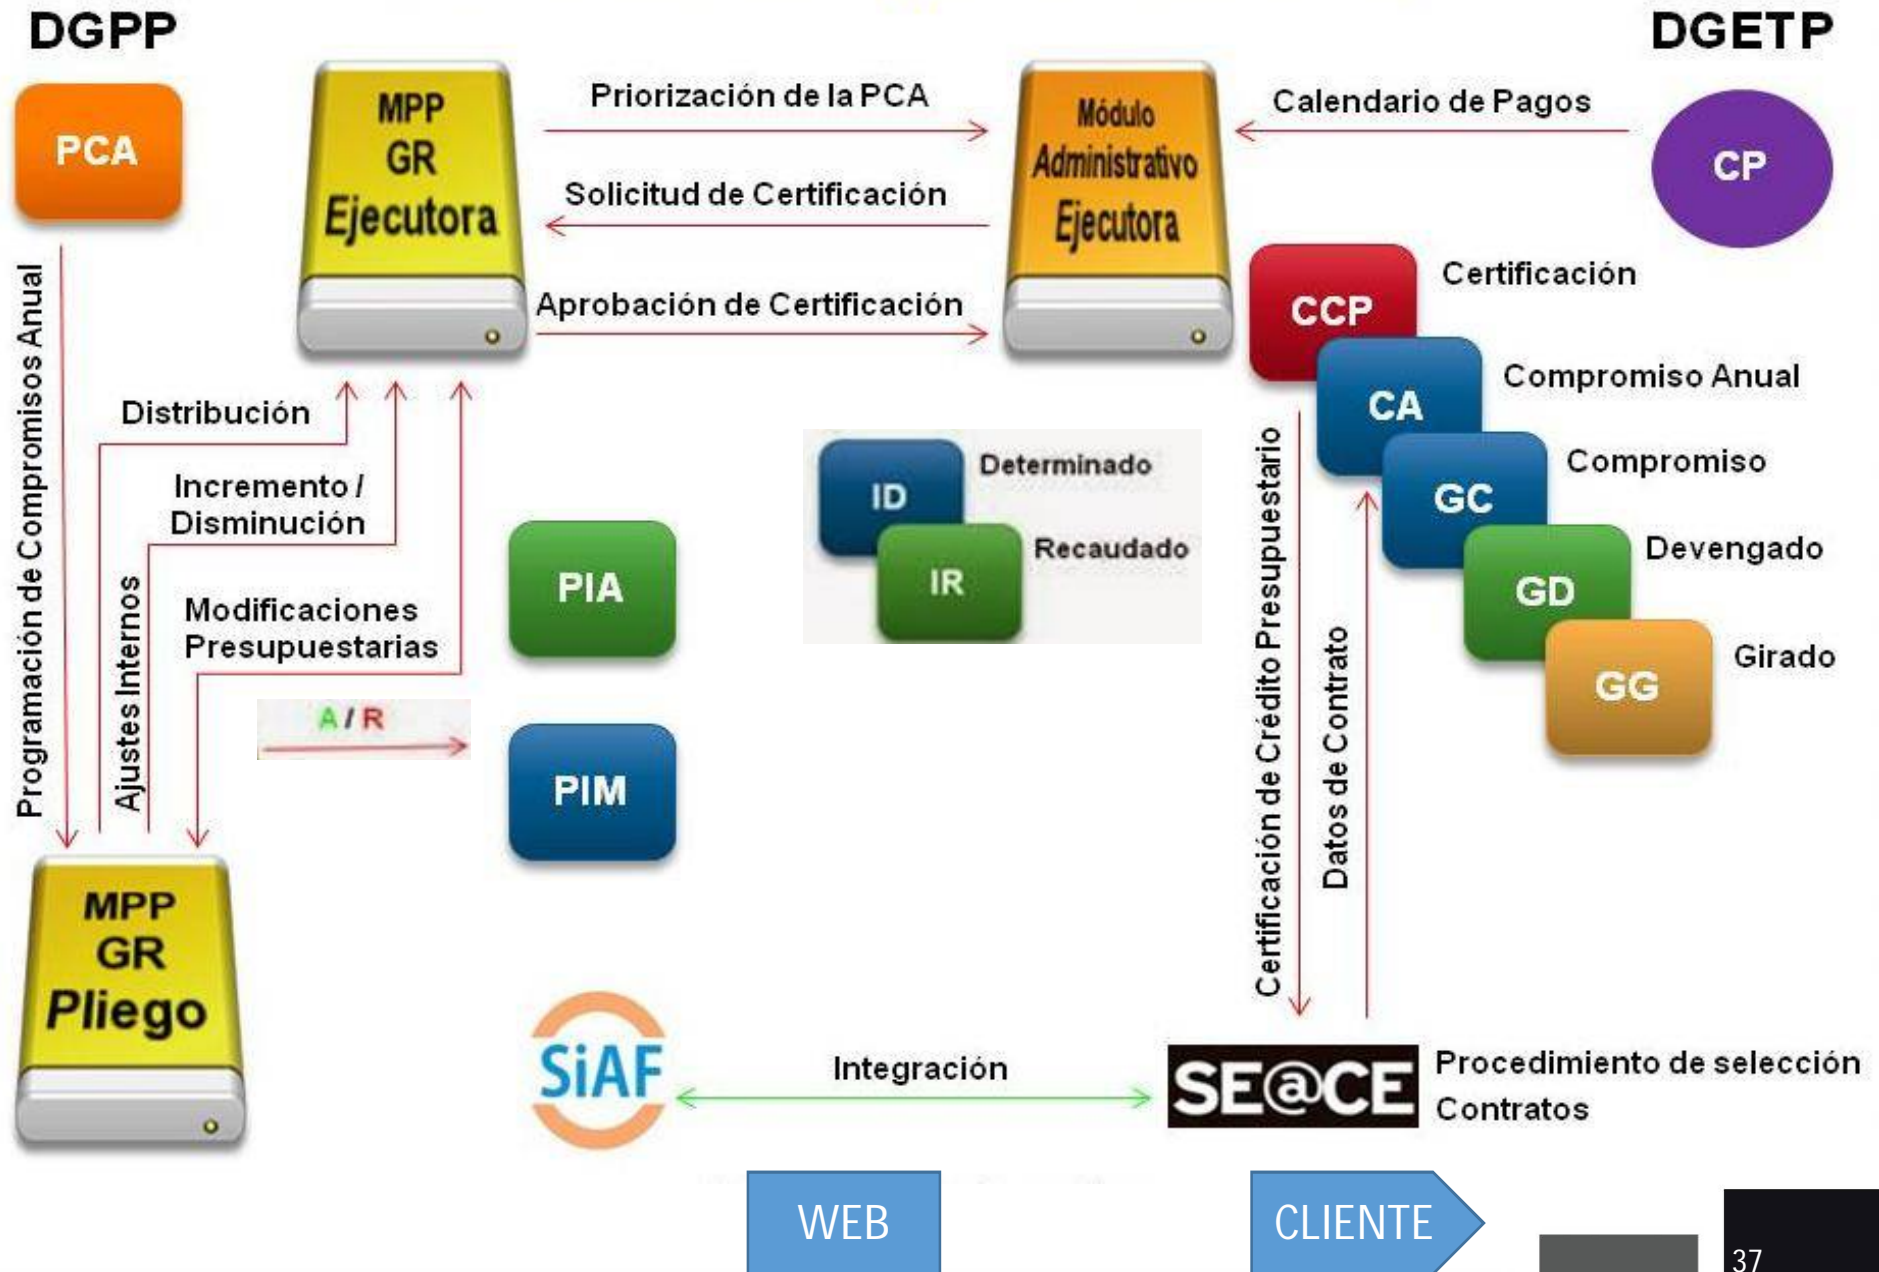 DGPP
DGETP
PCA
MPP
GR
Ejecutora
Priorización de la PCA
Solicitud de Certificación
Aprobación de Certificación
Módulo
Administrativo
Ejecutora
Calendario de Pagos
CP
Programación de Compromisos Anual
Distribución
Incremento /
Disminución
Ajustes Internos
Modificaciones
Presupuestarias
A / R
PIA
PIM
ID
Determinado
IR
Recaudado
CCP
Certificación
CA
Compromiso Anual
GC
Compromiso
GD
Devengado
GG
Girado
Certificación de Crédito Presupuestario
Datos de Contrato
MPP
GR
Pliego
SiAF
Integración
SE@CE
Procedimiento de selección
Contratos
WEB
CLIENTE
37